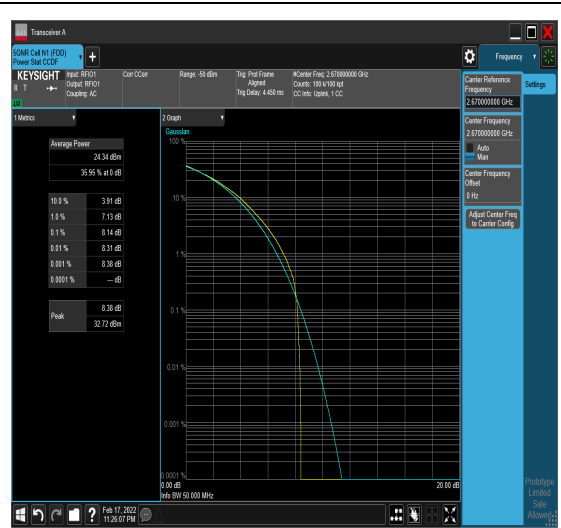 Transceiver A
5GNR Cell N1 (FDD)
Power Stat CCDF
Frequency
KEYSIGHT
R T
LV
Input: RFIO1
Output: RFIO1
Coupling: AC
Corr CCorr
Range: -50 dBm
Trig: Prot Frame
Aligned
Trig Delay: 4.450 ms
#Center Freq: 2.670000000 GHz
Counts: 100 k/100 kpt
CC Info: Uplink, 1 CC
Carrier Reference
Frequency
2.670000000 GHz
Settings
Center Frequency
2.670000000 GHz
Auto
Man
Center Frequency
Offset
0 Hz
Adjust Center Freq
to Carrier Config
1 Metrics
Average Power
24.34 dBm
35.95 % at 0 dB
10.0 % 3.91 dB
1.0 % 7.13 dB
0.1 % 8.14 dB
0.01 % 8.31 dB
0.001 % 8.38 dB
0.0001 % --- dB
Peak 8.38 dB
32.72 dBm
2 Graph
Gaussian
100 %
10 %
1 %
0.1 %
0.01 %
0.001 %
0.0001 %
0.00 dB
20.00 dB
Info BW 50.000 MHz
Prototype
Limited
Sale
Allowed
?
Feb 17, 2022
11:26:07 PM